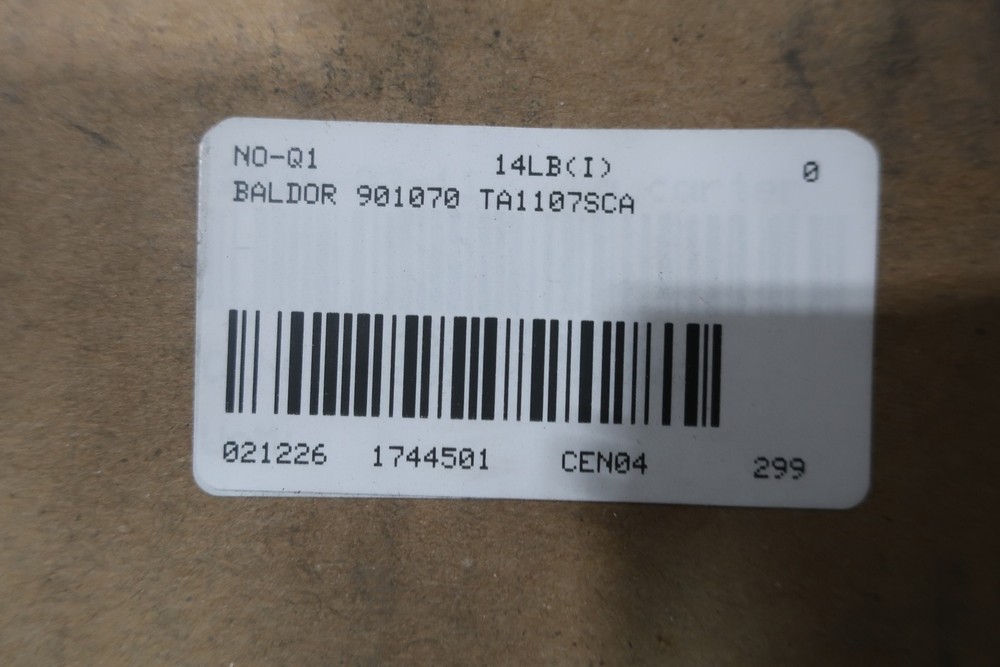 NO-Q1 14LB(I) 0
BALDOR 901070 TA1107SCA
021226 1744501 CEN04 299